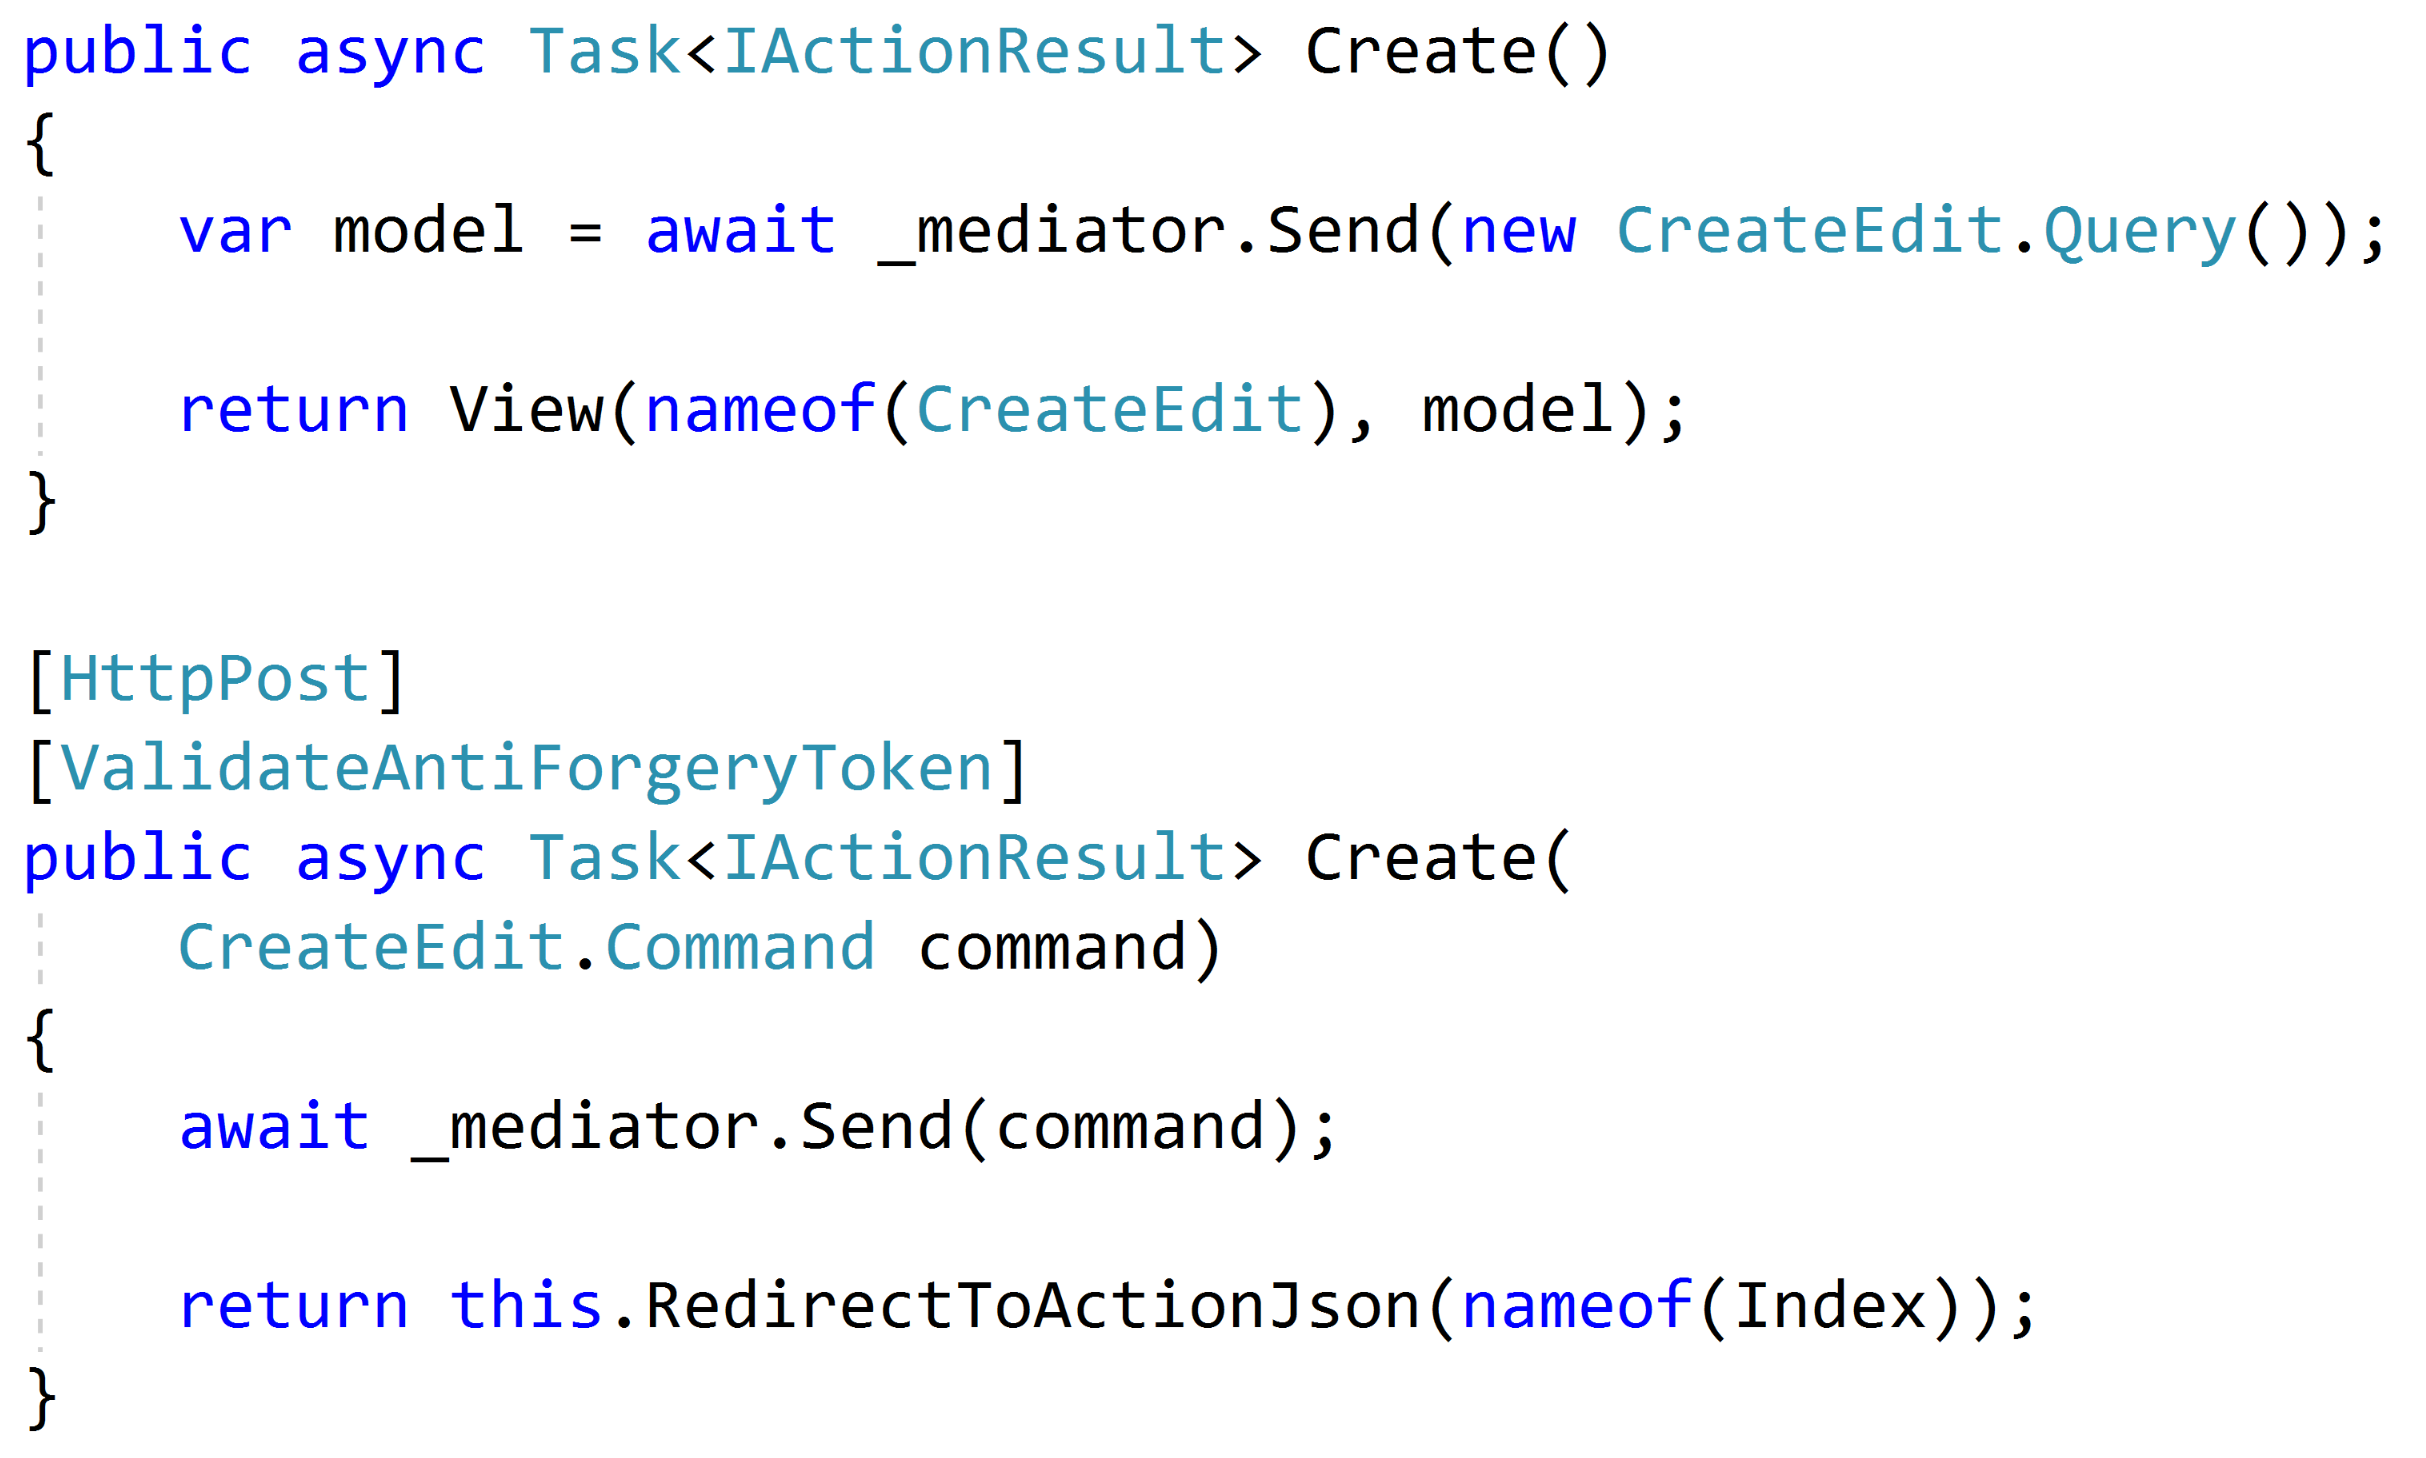 public async Task<IActionResult> Create()
{
    var model = await _mediator.Send(new CreateEdit.Query());

    return View(nameof(CreateEdit), model);
}

[HttpPost]
[ValidateAntiForgeryToken]
public async Task<IActionResult> Create(
    CreateEdit.Command command)
{
    await _mediator.Send(command);

    return this.RedirectToActionJson(nameof(Index));
}